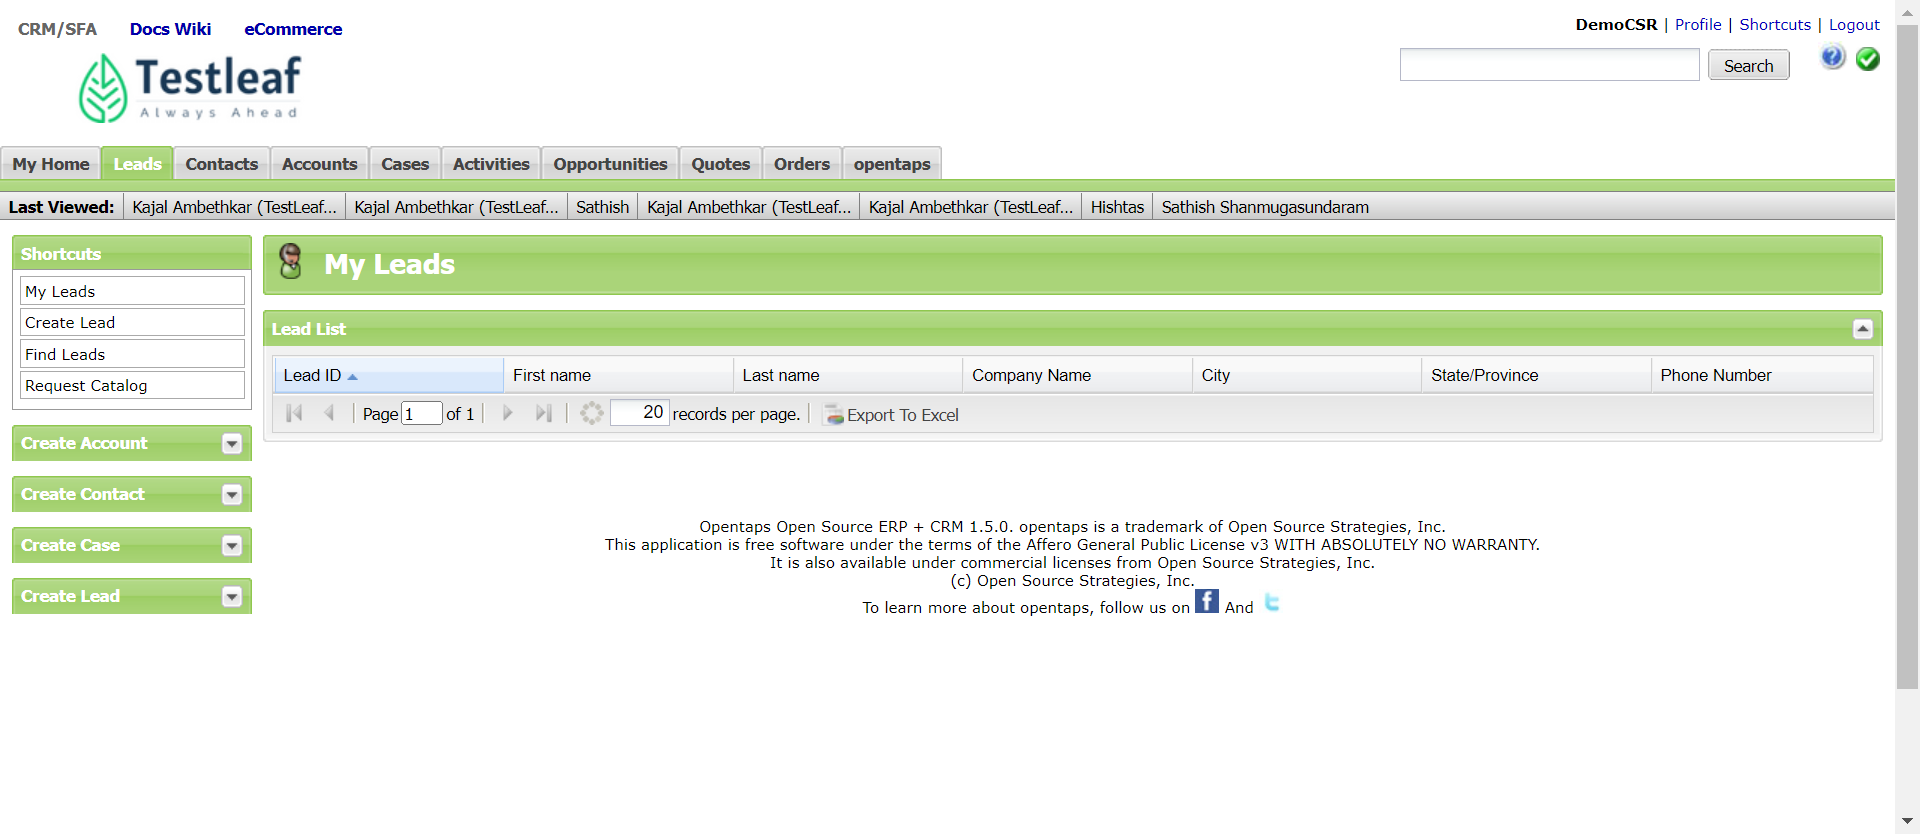 CRM/SFA Docs Wiki eCommerce
DemoCSR | Profile | Shortcuts | Logout
Testleaf
Always Ahead
Search
My Home Leads Contacts Accounts Cases Activities Opportunities Quotes Orders opentaps
Last Viewed: Kajal Ambethkar (TestLeaf... Kajal Ambethkar (TestLeaf... Sathish Kajal Ambethkar (TestLeaf... Kajal Ambethkar (TestLeaf... Hishtas Sathish Shanmugasundaram
Shortcuts
My Leads
Create Lead
Find Leads
Request Catalog
Create Account
Create Contact
Create Case
Create Lead
My Leads
Lead List
Lead ID First name Last name Company Name City State/Province Phone Number
Page 1 of 1 20 records per page. Export To Excel
Opentaps Open Source ERP + CRM 1.5.0. opentaps is a trademark of Open Source Strategies, Inc.
This application is free software under the terms of the Affero General Public License v3 WITH ABSOLUTELY NO WARRANTY.
It is also available under commercial licenses from Open Source Strategies, Inc.
(c) Open Source Strategies, Inc.
To learn more about opentaps, follow us on f And t